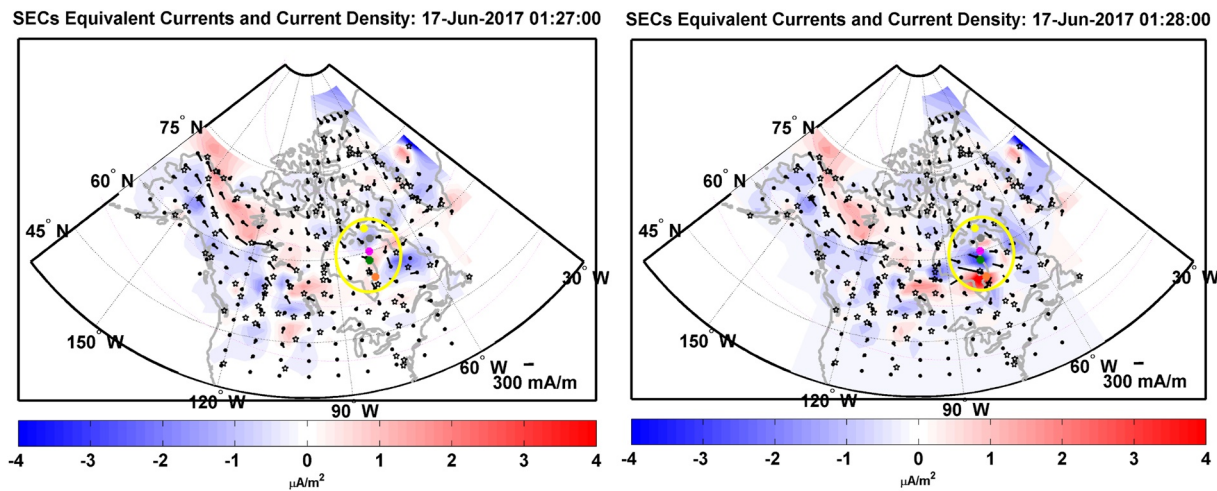 SECs Equivalent Currents and Current Density: 17-Jun-2017 01:27:00
75° N
60° N
45° N
30° W
150° W
60° W
300 mA/m
120° W
90° W
-4 -3 -2 -1 0 1 2 3 4
μA/m²
SECs Equivalent Currents and Current Density: 17-Jun-2017 01:28:00
75° N
60° N
45° N
30° W
150° W
60° W
300 mA/m
120° W
90° W
-4 -3 -2 -1 0 1 2 3 4
μA/m²